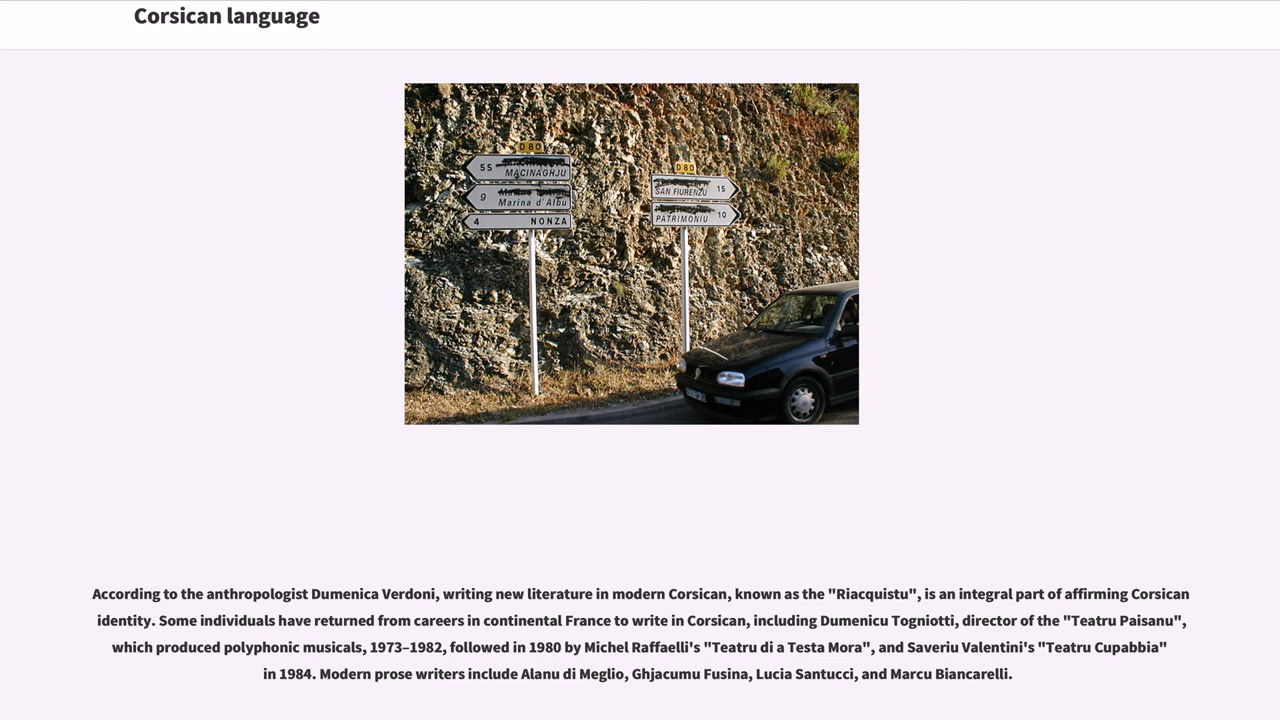 Corsican language
D 80
55 MACINAGHJU
9 Marina d'Albu
4 NONZA
D 80
SAN FIURENZU 15
PATRIMONIU 10
According to the anthropologist Dumenica Verdoni, writing new literature in modern Corsican, known as the "Riacquistu", is an integral part of affirming Corsican
identity. Some individuals have returned from careers in continental France to write in Corsican, including Dumenicu Togniotti, director of the "Teatru Paisanu",
which produced polyphonic musicals, 1973–1982, followed in 1980 by Michel Raffaelli's "Teatru di a Testa Mora", and Saveriu Valentini's "Teatru Cupabbia"
in 1984. Modern prose writers include Alanu di Meglio, Ghjacumu Fusina, Lucia Santucci, and Marcu Biancarelli.